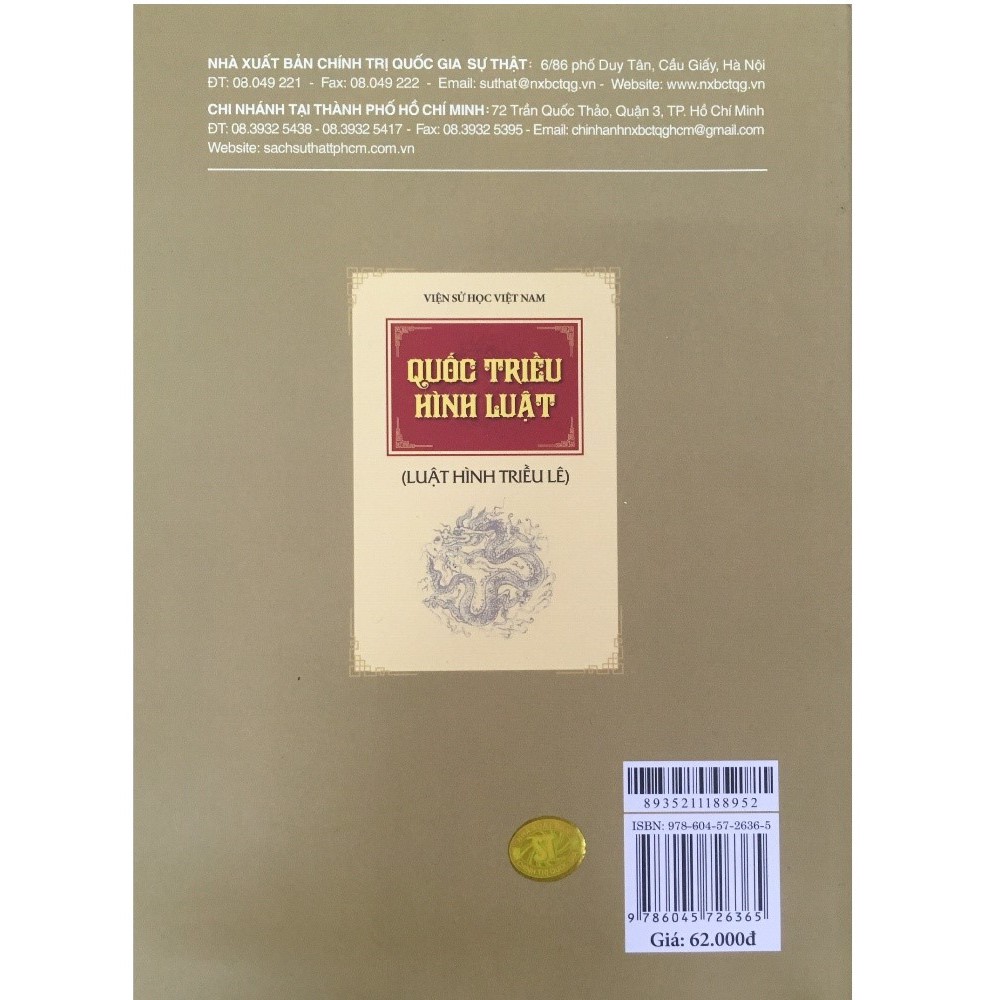 NHÀ XUẤT BẢN CHÍNH TRỊ QUỐC GIA SỰ THẬT: 6/86 phố Duy Tân, Cầu Giấy, Hà Nội
ĐT: 08.049 221 - Fax: 08.049 222 - Email: suthat@nxbctqg.vn - Website: www.nxbctqg.vn
CHI NHÁNH TẠI THÀNH PHỐ HỒ CHÍ MINH: 72 Trần Quốc Thảo, Quận 3, TP. Hồ Chí Minh
ĐT: 08.3932 5438 - 08.3932 5417 - Fax: 08.3932 5395 - Email: chinhanhnxbctqghcm@gmail.com
Website: sachsuthattphcm.com.vn
VIỆN SỬ HỌC VIỆT NAM
QUỐC TRIỀU
HÌNH LUẬT
(LUẬT HÌNH TRIỀU LÊ)
8935211188952
ISBN: 978-604-57-2636-5
9 786045 726365
Giá: 62.000đ